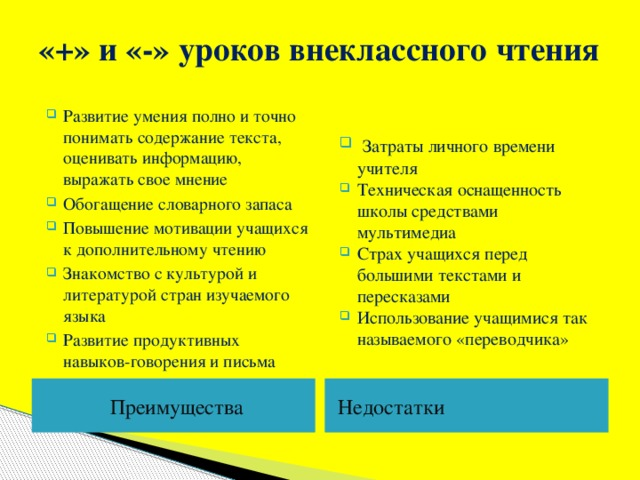 «+» и «-» уроков внеклассного чтения
Развитие умения полно и точно
понимать содержание текста,
оценивать информацию,
выражать свое мнение
Обогащение словарного запаса
Повышение мотивации учащихся
к дополнительному чтению
Знакомство с культурой и
литературой стран изучаемого
языка
Развитие продуктивных
навыков-говорения и письма
Преимущества
Затраты личного времени
учителя
Техническая оснащенность
школы средствами
мультимедиа
Страх учащихся перед
большими текстами и
пересказами
Использование учащимися так
называемого «переводчика»
Недостатки